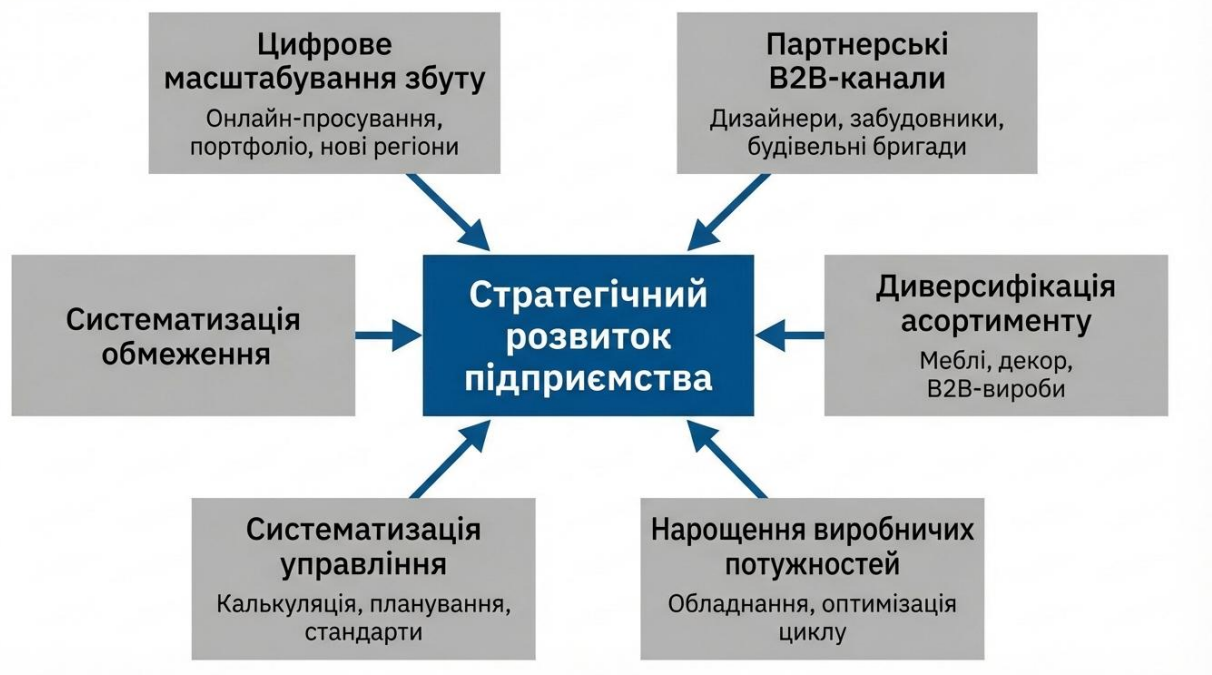 Цифрове
масштабування збуту
Онлайн-просування,
портфоліо, нові регіони
Партнерські
B2B-канали
Дизайнери, забудовники,
будівельні бригади
Систематизація
обмеження
Стратегічний
розвиток
підприємства
Диверсифікація
асортименту
Меблі, декор,
B2B-вироби
Систематизація
управління
Калькуляція, планування,
стандарти
Нарощення виробничих
потужностей
Обладнання, оптимізація
циклу